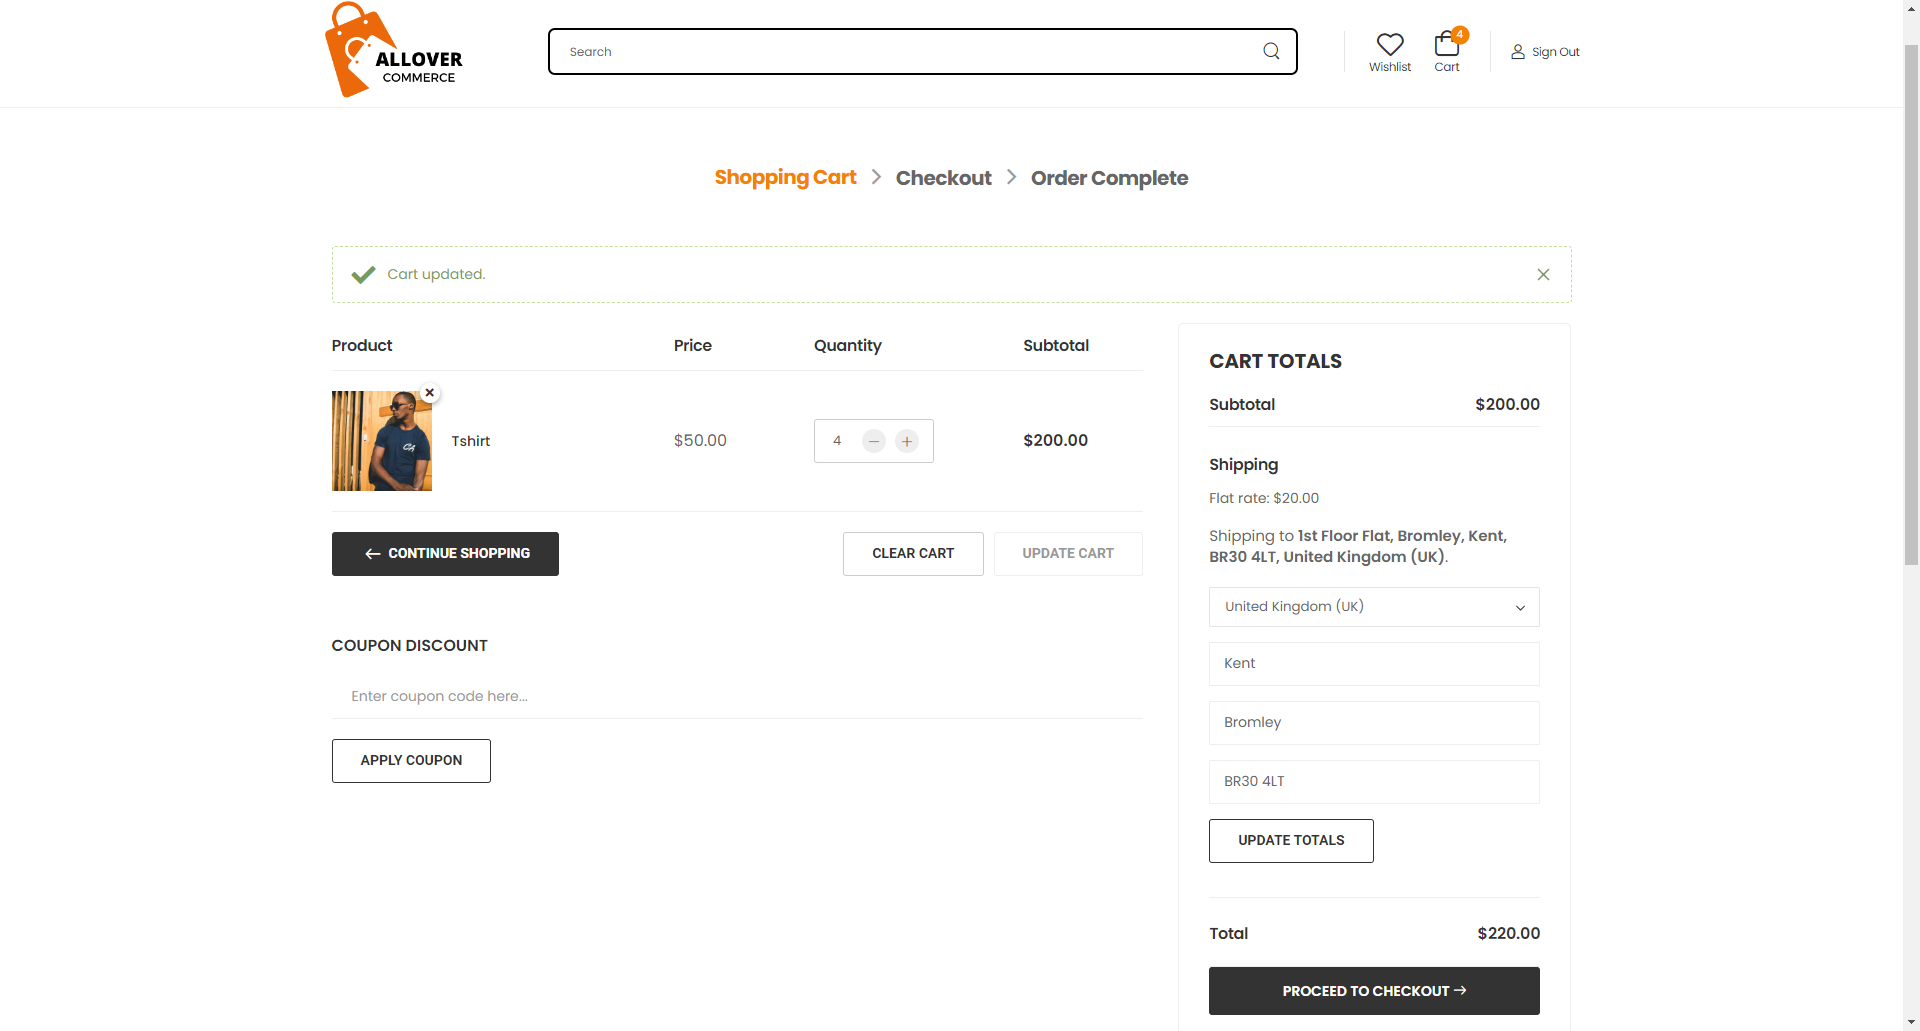 ALLOVER
COMMERCE
Search
Wishlist
4
Cart
Sign Out
Shopping Cart
Checkout
Order Complete
Cart updated.
Product
Price
Quantity
Subtotal
Tshirt
$50.00
4
$200.00
CONTINUE SHOPPING
CLEAR CART
UPDATE CART
COUPON DISCOUNT
Enter coupon code here...
APPLY COUPON
CART TOTALS
Subtotal $200.00
Shipping
Flat rate: $20.00
Shipping to 1st Floor Flat, Bromley, Kent,
BR30 4LT, United Kingdom (UK).
United Kingdom (UK)
Kent
Bromley
BR30 4LT
UPDATE TOTALS
Total $220.00
PROCEED TO CHECKOUT